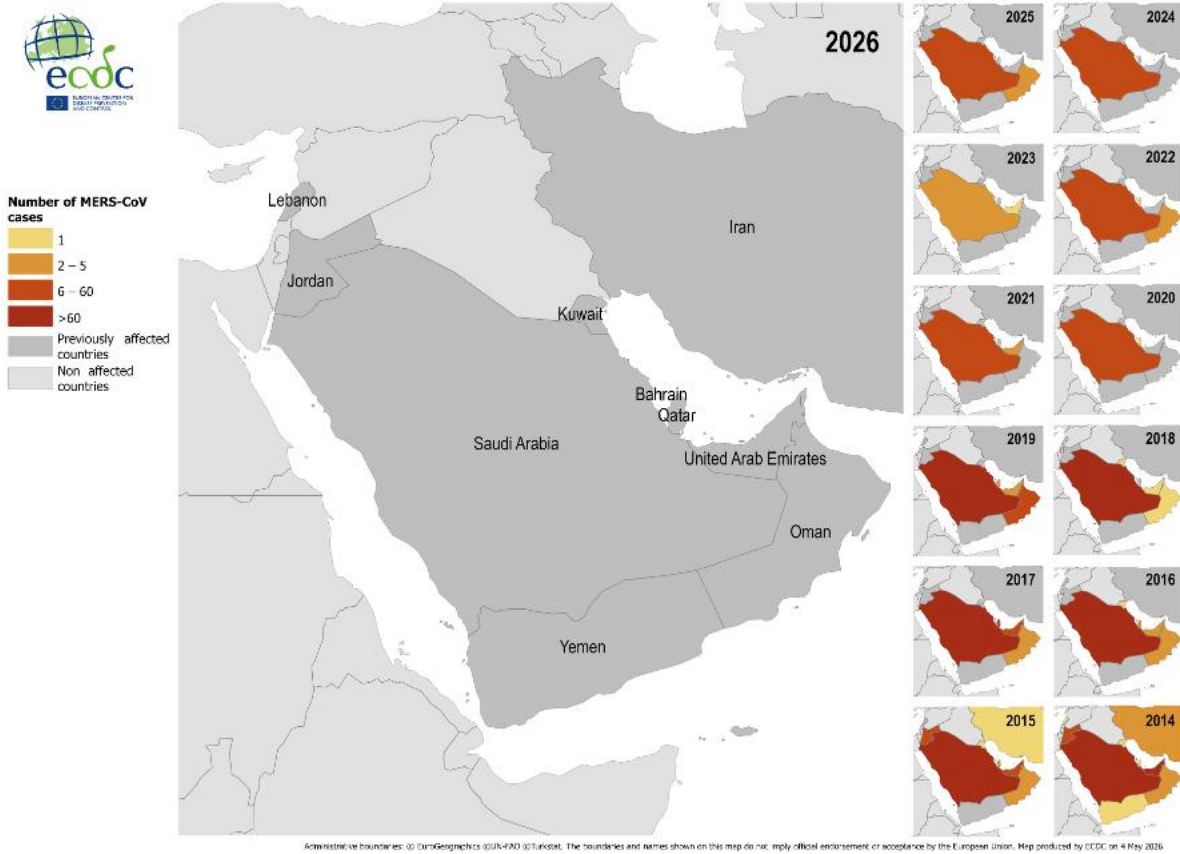 ecdc
EUROPEAN CENTRE FOR
DISEASE PREVENTION
AND CONTROL
Number of MERS-CoV
cases
1
2 – 5
6 – 60
>60
Previously affected
countries
Non affected
countries
2026
Lebanon
Iran
Jordan
Kuwait
Bahrain
Qatar
Saudi Arabia
United Arab Emirates
Oman
Yemen
2025
2024
2023
2022
2021
2020
2019
2018
2017
2016
2015
2014
Administrative boundaries: © EuroGeographics ©UN-FAO ©Turkstat. The boundaries and names shown on this map do not imply official endorsement or acceptance by the European Union. Map produced by ECDC on 4 May 2026